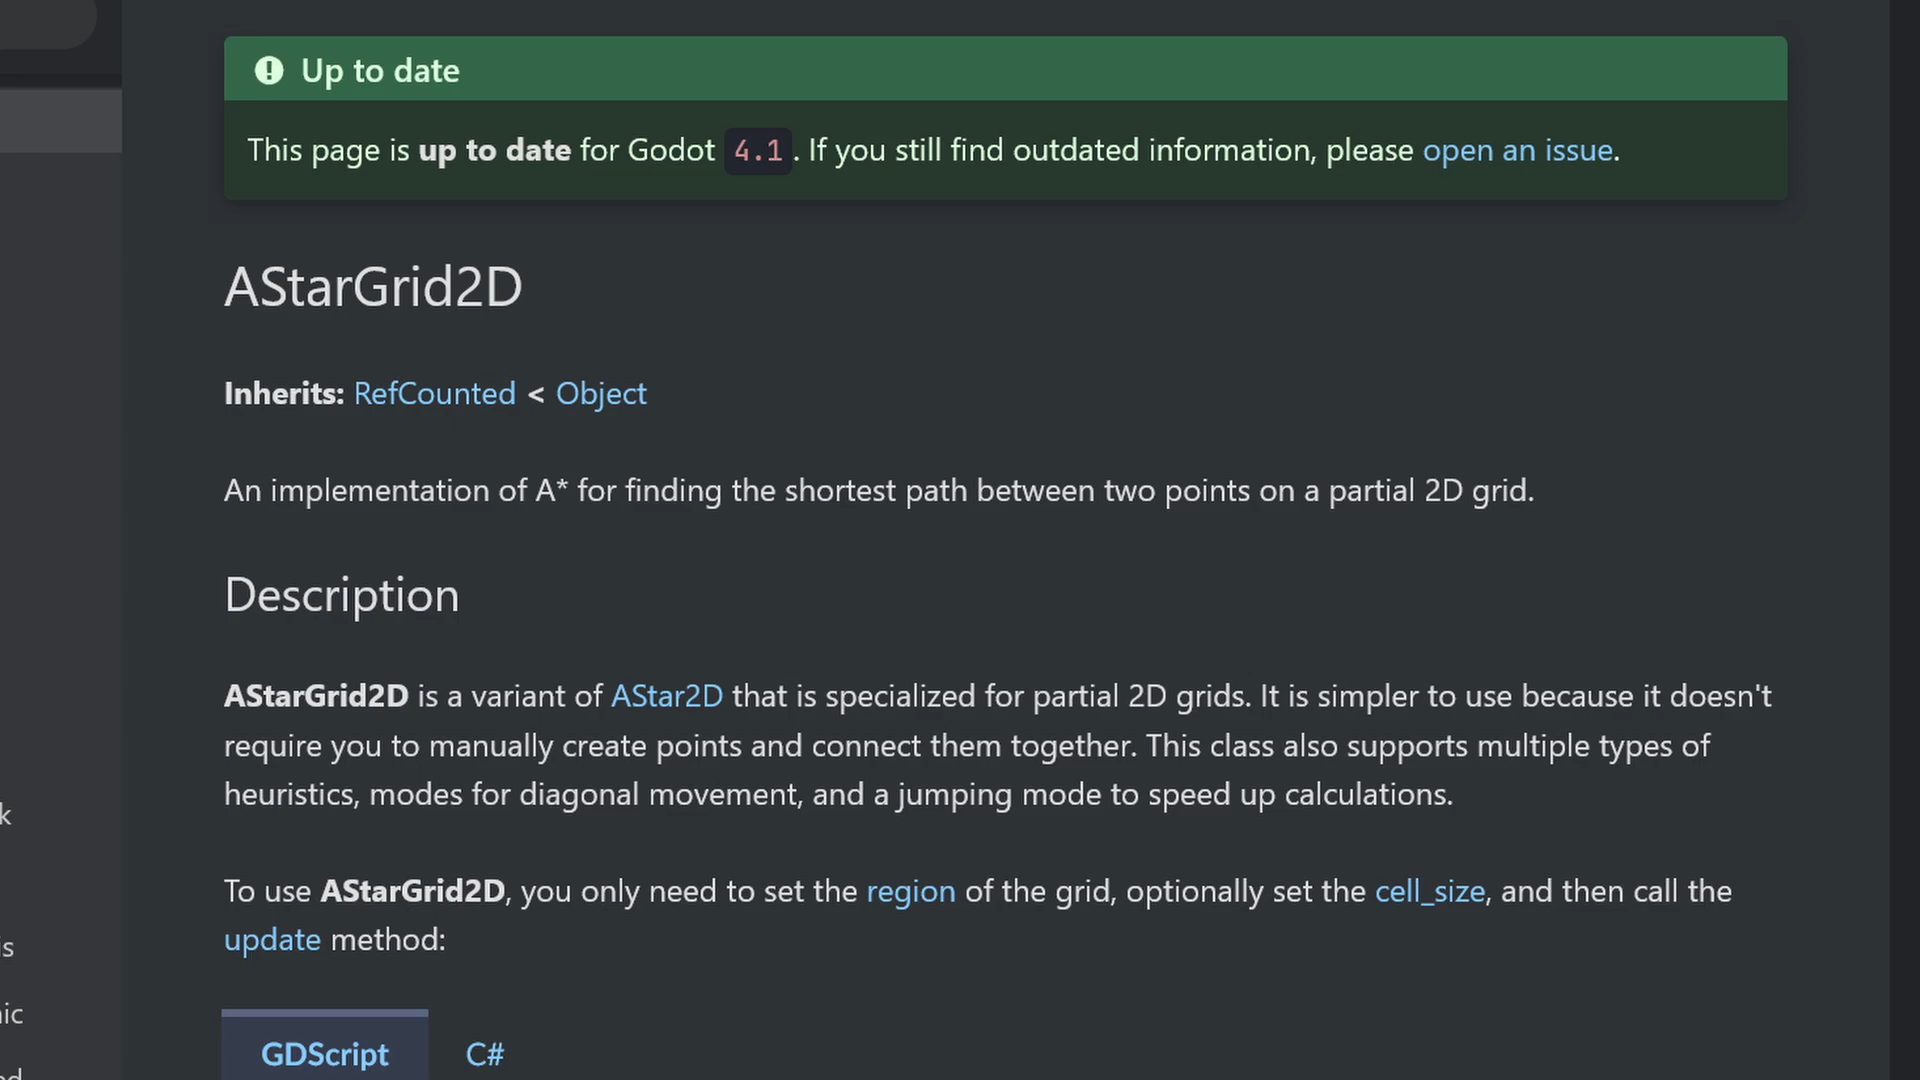 Up to date
This page is up to date for Godot 4.1. If you still find outdated information, please open an issue.
AStarGrid2D
Inherits: RefCounted < Object
An implementation of A* for finding the shortest path between two points on a partial 2D grid.
Description
AStarGrid2D is a variant of AStar2D that is specialized for partial 2D grids. It is simpler to use because it doesn't
require you to manually create points and connect them together. This class also supports multiple types of
heuristics, modes for diagonal movement, and a jumping mode to speed up calculations.
To use AStarGrid2D, you only need to set the region of the grid, optionally set the cell_size, and then call the
update method:
GDScript C#